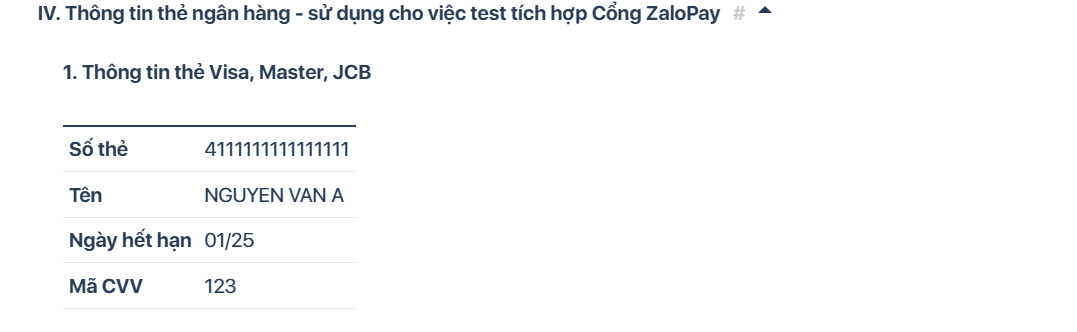 IV. Thông tin thẻ ngân hàng - sử dụng cho việc test tích hợp Cổng ZaloPay #
1. Thông tin thẻ Visa, Master, JCB
Số thẻ 4111111111111111
Tên NGUYEN VAN A
Ngày hết hạn 01/25
Mã CVV 123